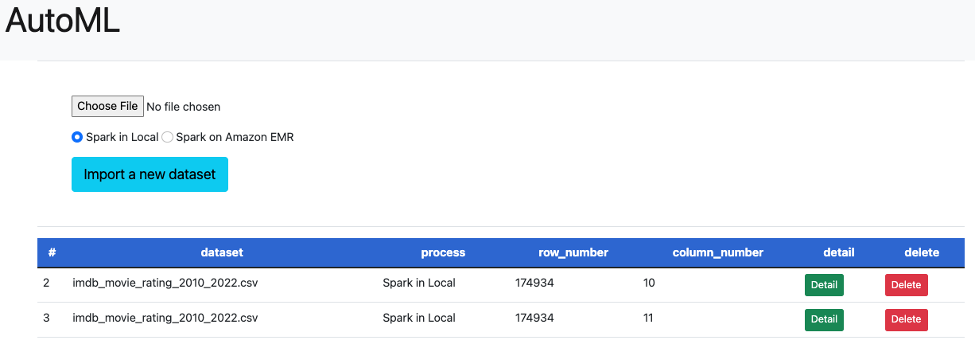 AutoML
Choose File No file chosen
Spark in Local Spark on Amazon EMR
Import a new dataset
# dataset process row_number column_number detail delete
2 imdb_movie_rating_2010_2022.csv Spark in Local 174934 10 Detail Delete
3 imdb_movie_rating_2010_2022.csv Spark in Local 174934 11 Detail Delete